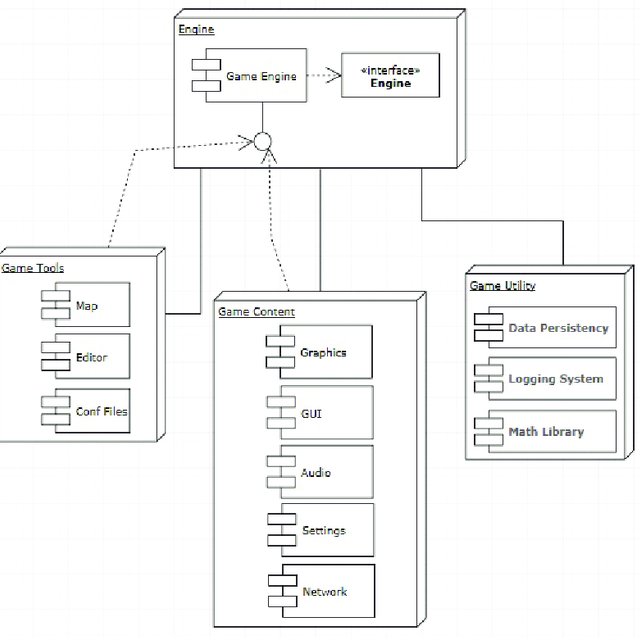 Engine
Game Engine
«interface»
Engine
Game Tools
Map
Editor
Conf Files
Game Content
Graphics
GUI
Audio
Settings
Network
Game Utility
Data Persistency
Logging System
Math Library